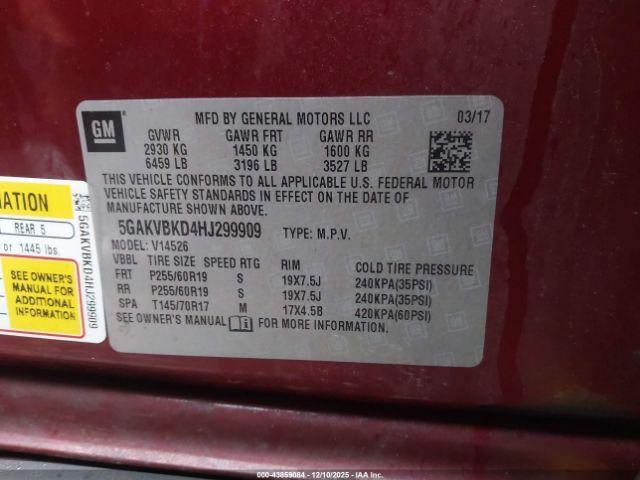 GM
MFD BY GENERAL MOTORS LLC 03/17
GVWR GAWR FRT GAWR RR
2930 KG 1450 KG 1600 KG
6459 LB 3196 LB 3527 LB
THIS VEHICLE CONFORMS TO ALL APPLICABLE U.S. FEDERAL MOTOR
VEHICLE SAFETY STANDARDS IN EFFECT ON THE DATE OF
MANUFACTURE SHOWN ABOVE.
5GAKVBKD4HJ299909 TYPE: M.P.V.
MODEL: V14526
VBBL TIRE SIZE SPEED RTG RIM COLD TIRE PRESSURE
FRT P255/60R19 S 19X7.5J 240KPA(35PSI)
RR P255/60R19 S 19X7.5J 240KPA(35PSI)
SPA T145/70R17 M 17X4.5B 420KPA(60PSI)
SEE OWNER'S MANUAL FOR MORE INFORMATION
REAR 5
or 1445 lbs.
SEE OWNER'S
MANUAL FOR
ADDITIONAL
INFORMATION
5GAKVBKD4HJ299909
000-43859084 - 12/10/2025 - IAA Inc.